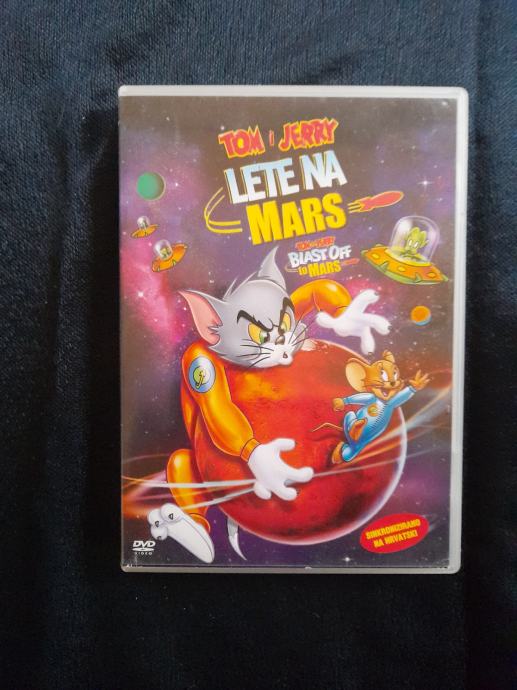 TOM i JERRY
LETE NA
MARS
TOM and JERRY
BLAST OFF
to MARS
SINKRONIZIRANO
NA HRVATSKI
DVD
VIDEO